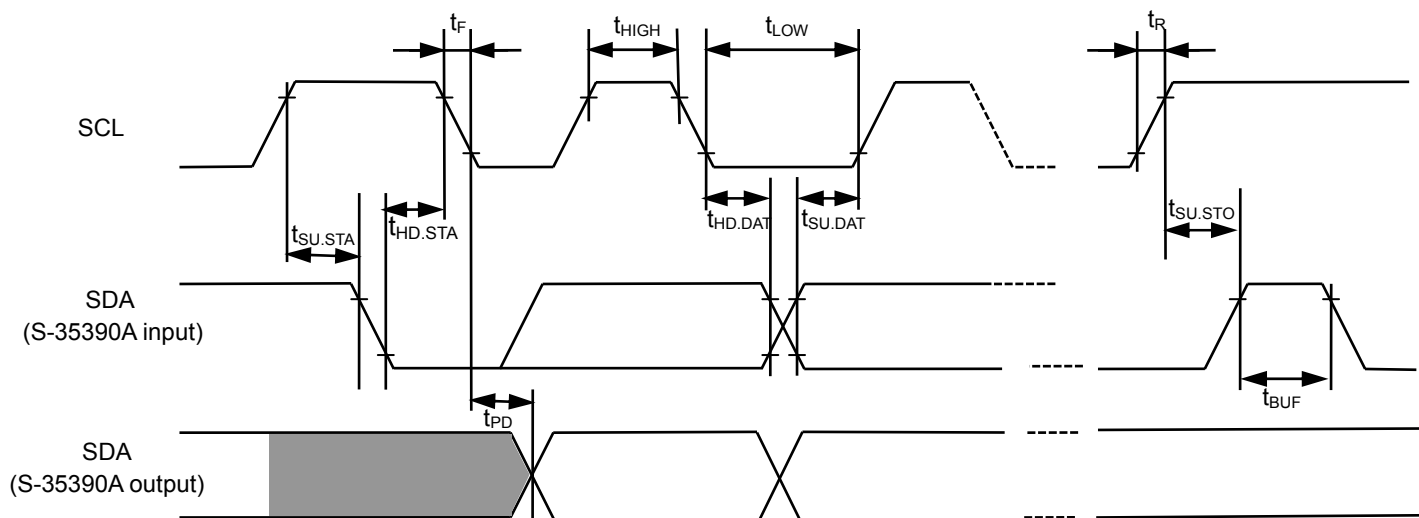 tF
tHIGH
tLOW
tR
SCL
tSU.STA
tHD.STA
tHD.DAT
tSU.DAT
tSU.STO
SDA
(S-35390A input)
tBUF
tPD
SDA
(S-35390A output)